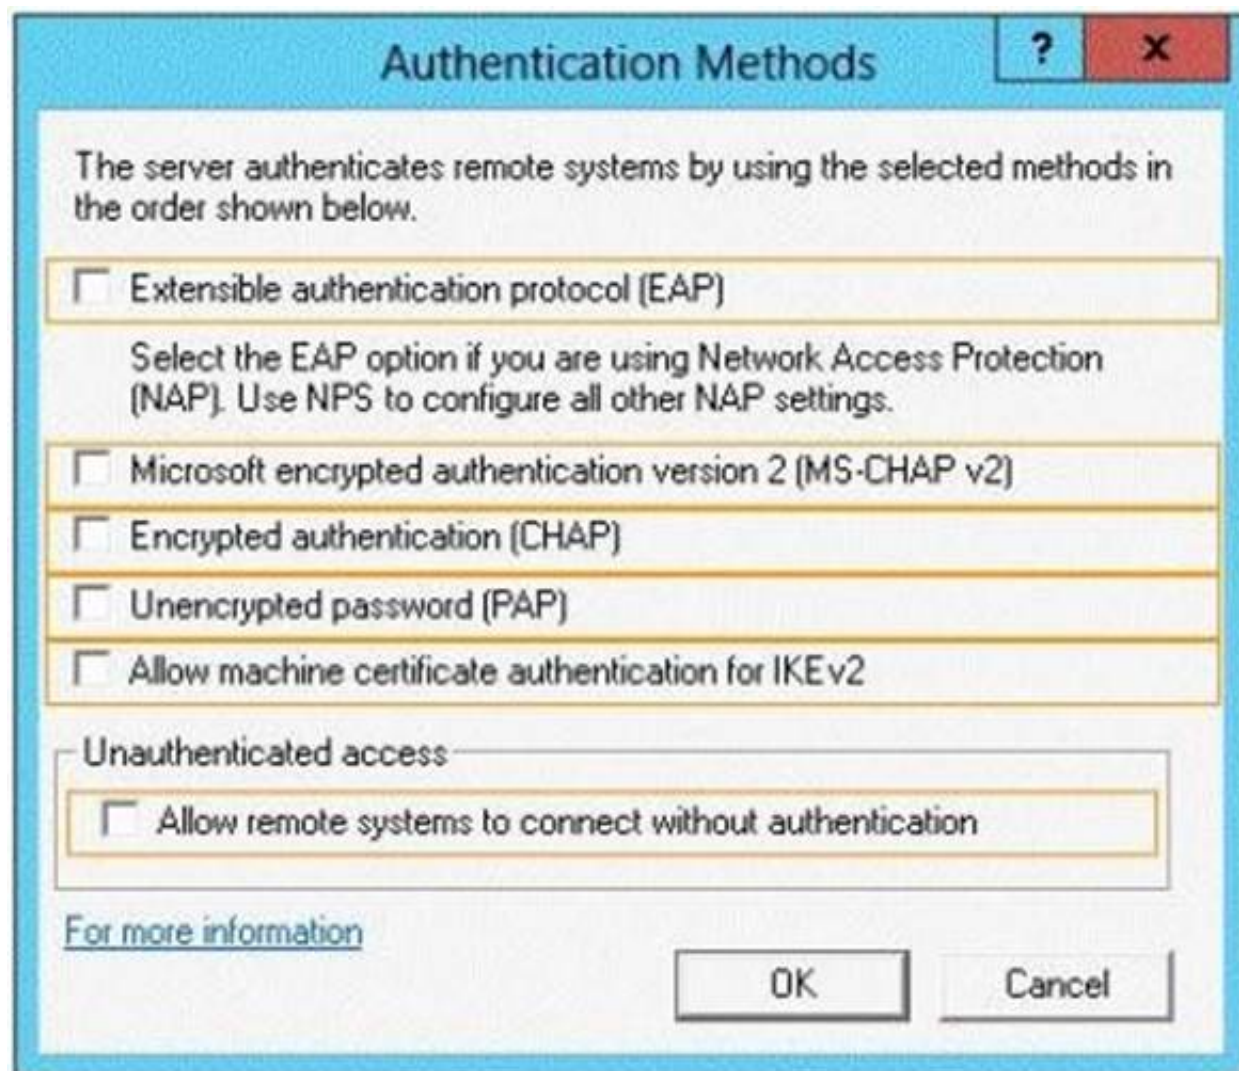 Authentication Methods
?
x
The server authenticates remote systems by using the selected methods in
the order shown below.
Extensible authentication protocol (EAP)
Select the EAP option if you are using Network Access Protection
(NAP). Use NPS to configure all other NAP settings.
Microsoft encrypted authentication version 2 (MS-CHAP v2)
Encrypted authentication (CHAP)
Unencrypted password (PAP)
Allow machine certificate authentication for IKEv2
Unauthenticated access
Allow remote systems to connect without authentication
For more information
OK
Cancel